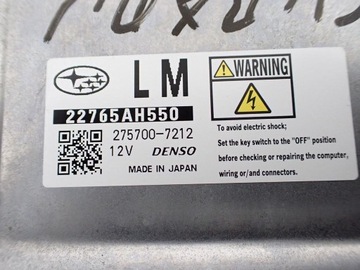 LM
22765AH550
275700-7212
12V DENSO
MADE IN JAPAN
WARNING
To avoid electric shock;
Set the key switch to the "OFF" position
before checking or repairing the computer,
wiring or/and connectors.